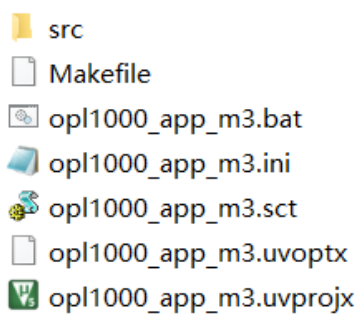 src
Makefile
opl1000_app_m3.bat
opl1000_app_m3.ini
opl1000_app_m3.sct
opl1000_app_m3.uvoptx
opl1000_app_m3.uvprojx